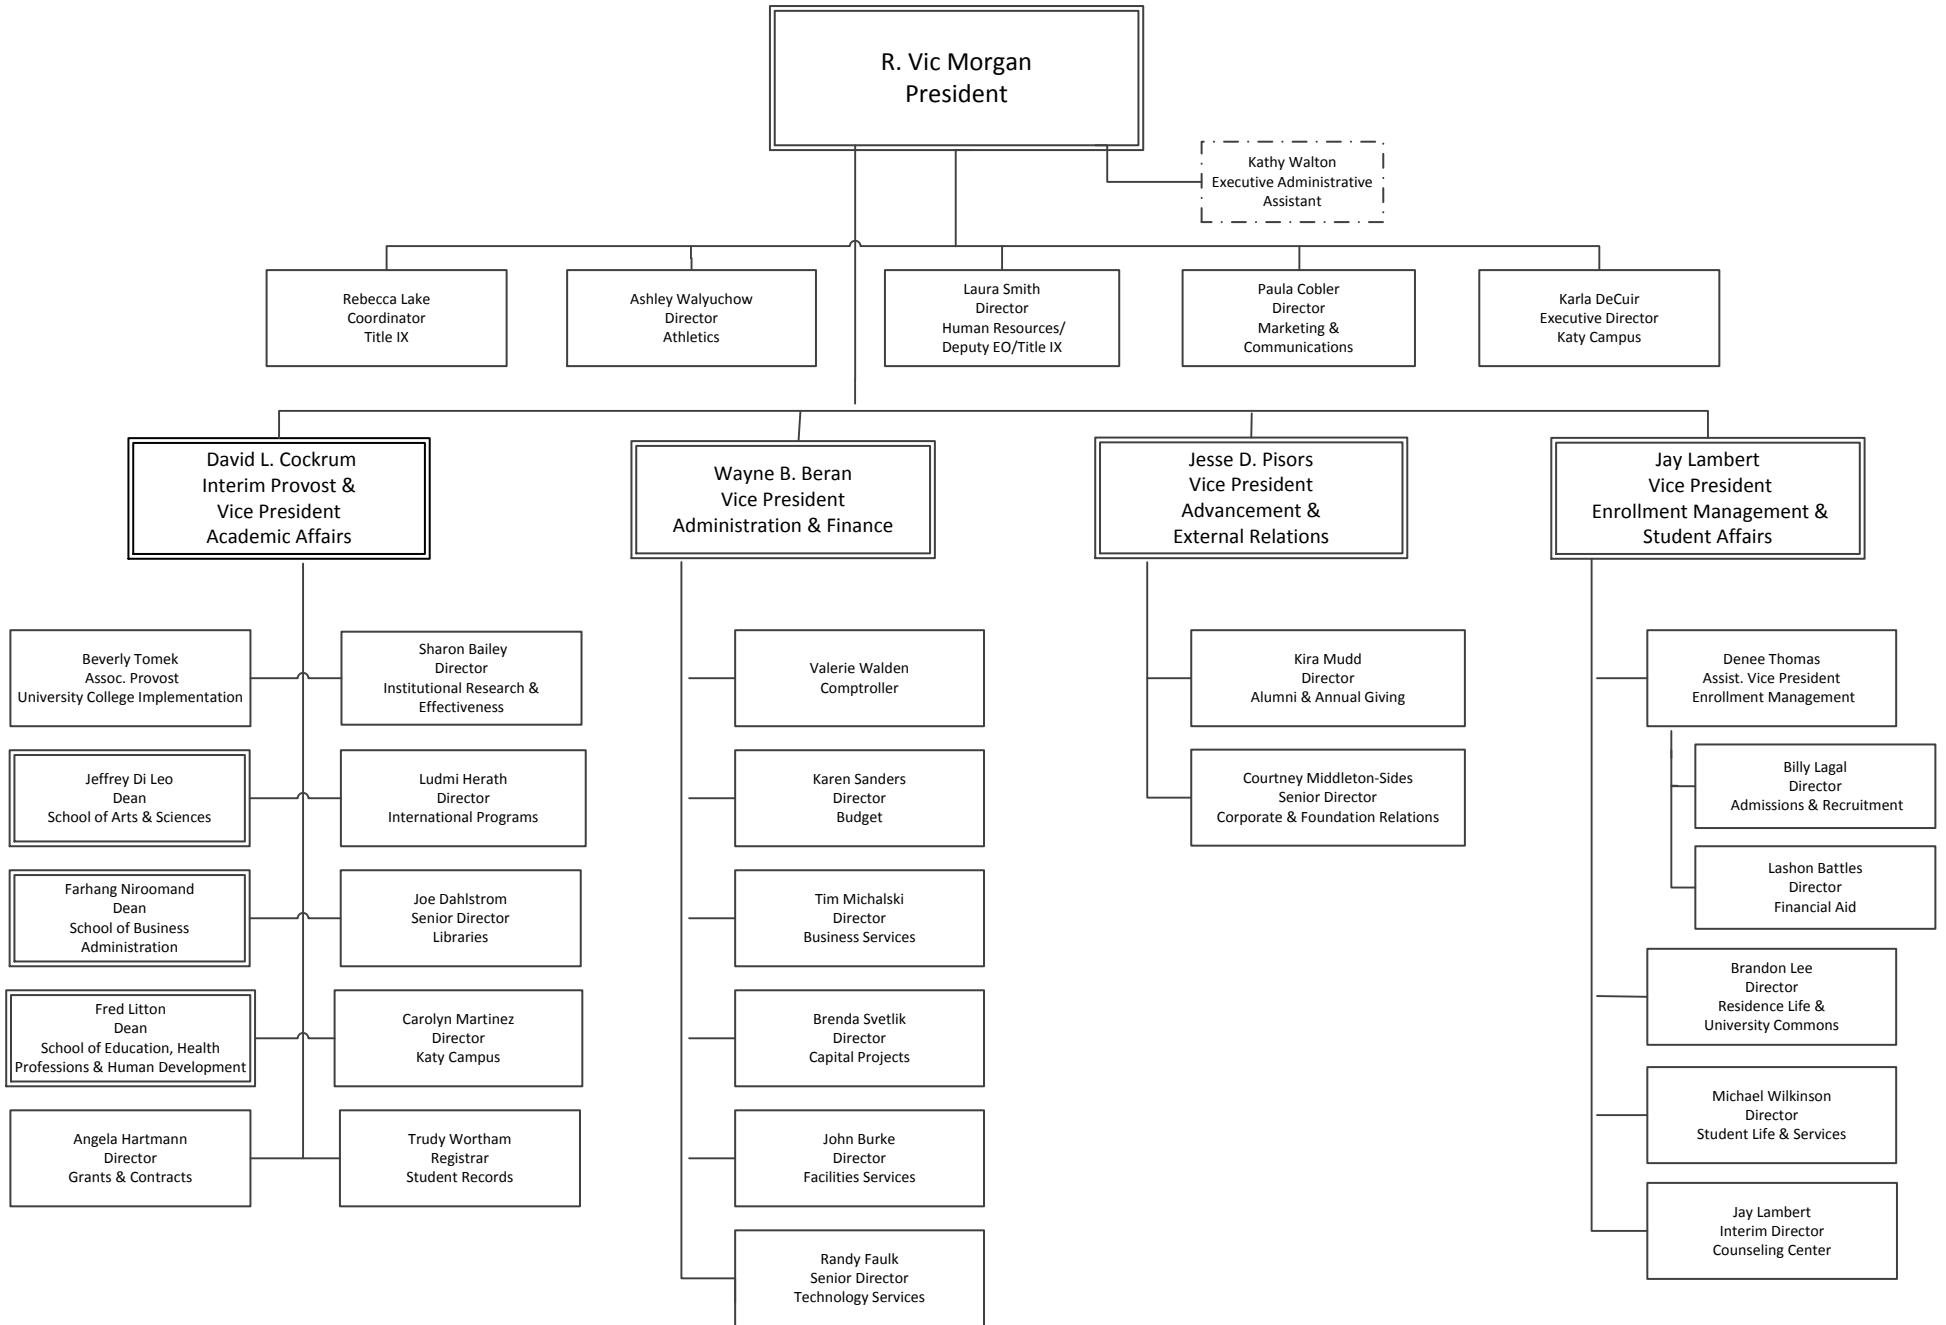 R. Vic Morgan
President
Kathy Walton
Executive Administrative
Assistant
Rebecca Lake
Coordinator
Title IX
Ashley Walyuchow
Director
Athletics
Laura Smith
Director
Human Resources/
Deputy EO/Title IX
Paula Cobler
Director
Marketing &
Communications
Karla DeCuir
Executive Director
Katy Campus
David L. Cockrum
Interim Provost &
Vice President
Academic Affairs
Wayne B. Beran
Vice President
Administration & Finance
Jesse D. Pisors
Vice President
Advancement &
External Relations
Jay Lambert
Vice President
Enrollment Management &
Student Affairs
Beverly Tomek
Assoc. Provost
University College Implementation
Sharon Bailey
Director
Institutional Research &
Effectiveness
Jeffrey Di Leo
Dean
School of Arts & Sciences
Ludmi Herath
Director
International Programs
Farhang Niroomand
Dean
School of Business
Administration
Joe Dahlstrom
Senior Director
Libraries
Fred Litton
Dean
School of Education, Health
Professions & Human Development
Carolyn Martinez
Director
Katy Campus
Angela Hartmann
Director
Grants & Contracts
Trudy Wortham
Registrar
Student Records
Valerie Walden
Comptroller
Karen Sanders
Director
Budget
Tim Michalski
Director
Business Services
Brenda Svetlik
Director
Capital Projects
John Burke
Director
Facilities Services
Randy Faulk
Senior Director
Technology Services
Kira Mudd
Director
Alumni & Annual Giving
Courtney Middleton-Sides
Senior Director
Corporate & Foundation Relations
Denee Thomas
Assist. Vice President
Enrollment Management
Billy Lagal
Director
Admissions & Recruitment
Lashon Battles
Director
Financial Aid
Brandon Lee
Director
Residence Life &
University Commons
Michael Wilkinson
Director
Student Life & Services
Jay Lambert
Interim Director
Counseling Center